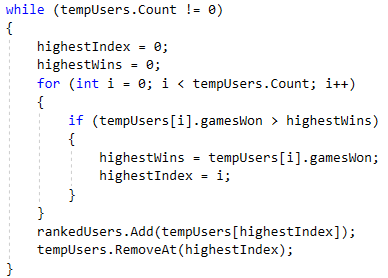 while (tempUsers.Count != 0)
{
    highestIndex = 0;
    highestWins = 0;
    for (int i = 0; i < tempUsers.Count; i++)
    {
        if (tempUsers[i].gamesWon > highestWins)
        {
            highestWins = tempUsers[i].gamesWon;
            highestIndex = i;
        }
    }
    rankedUsers.Add(tempUsers[highestIndex]);
    tempUsers.RemoveAt(highestIndex);
}